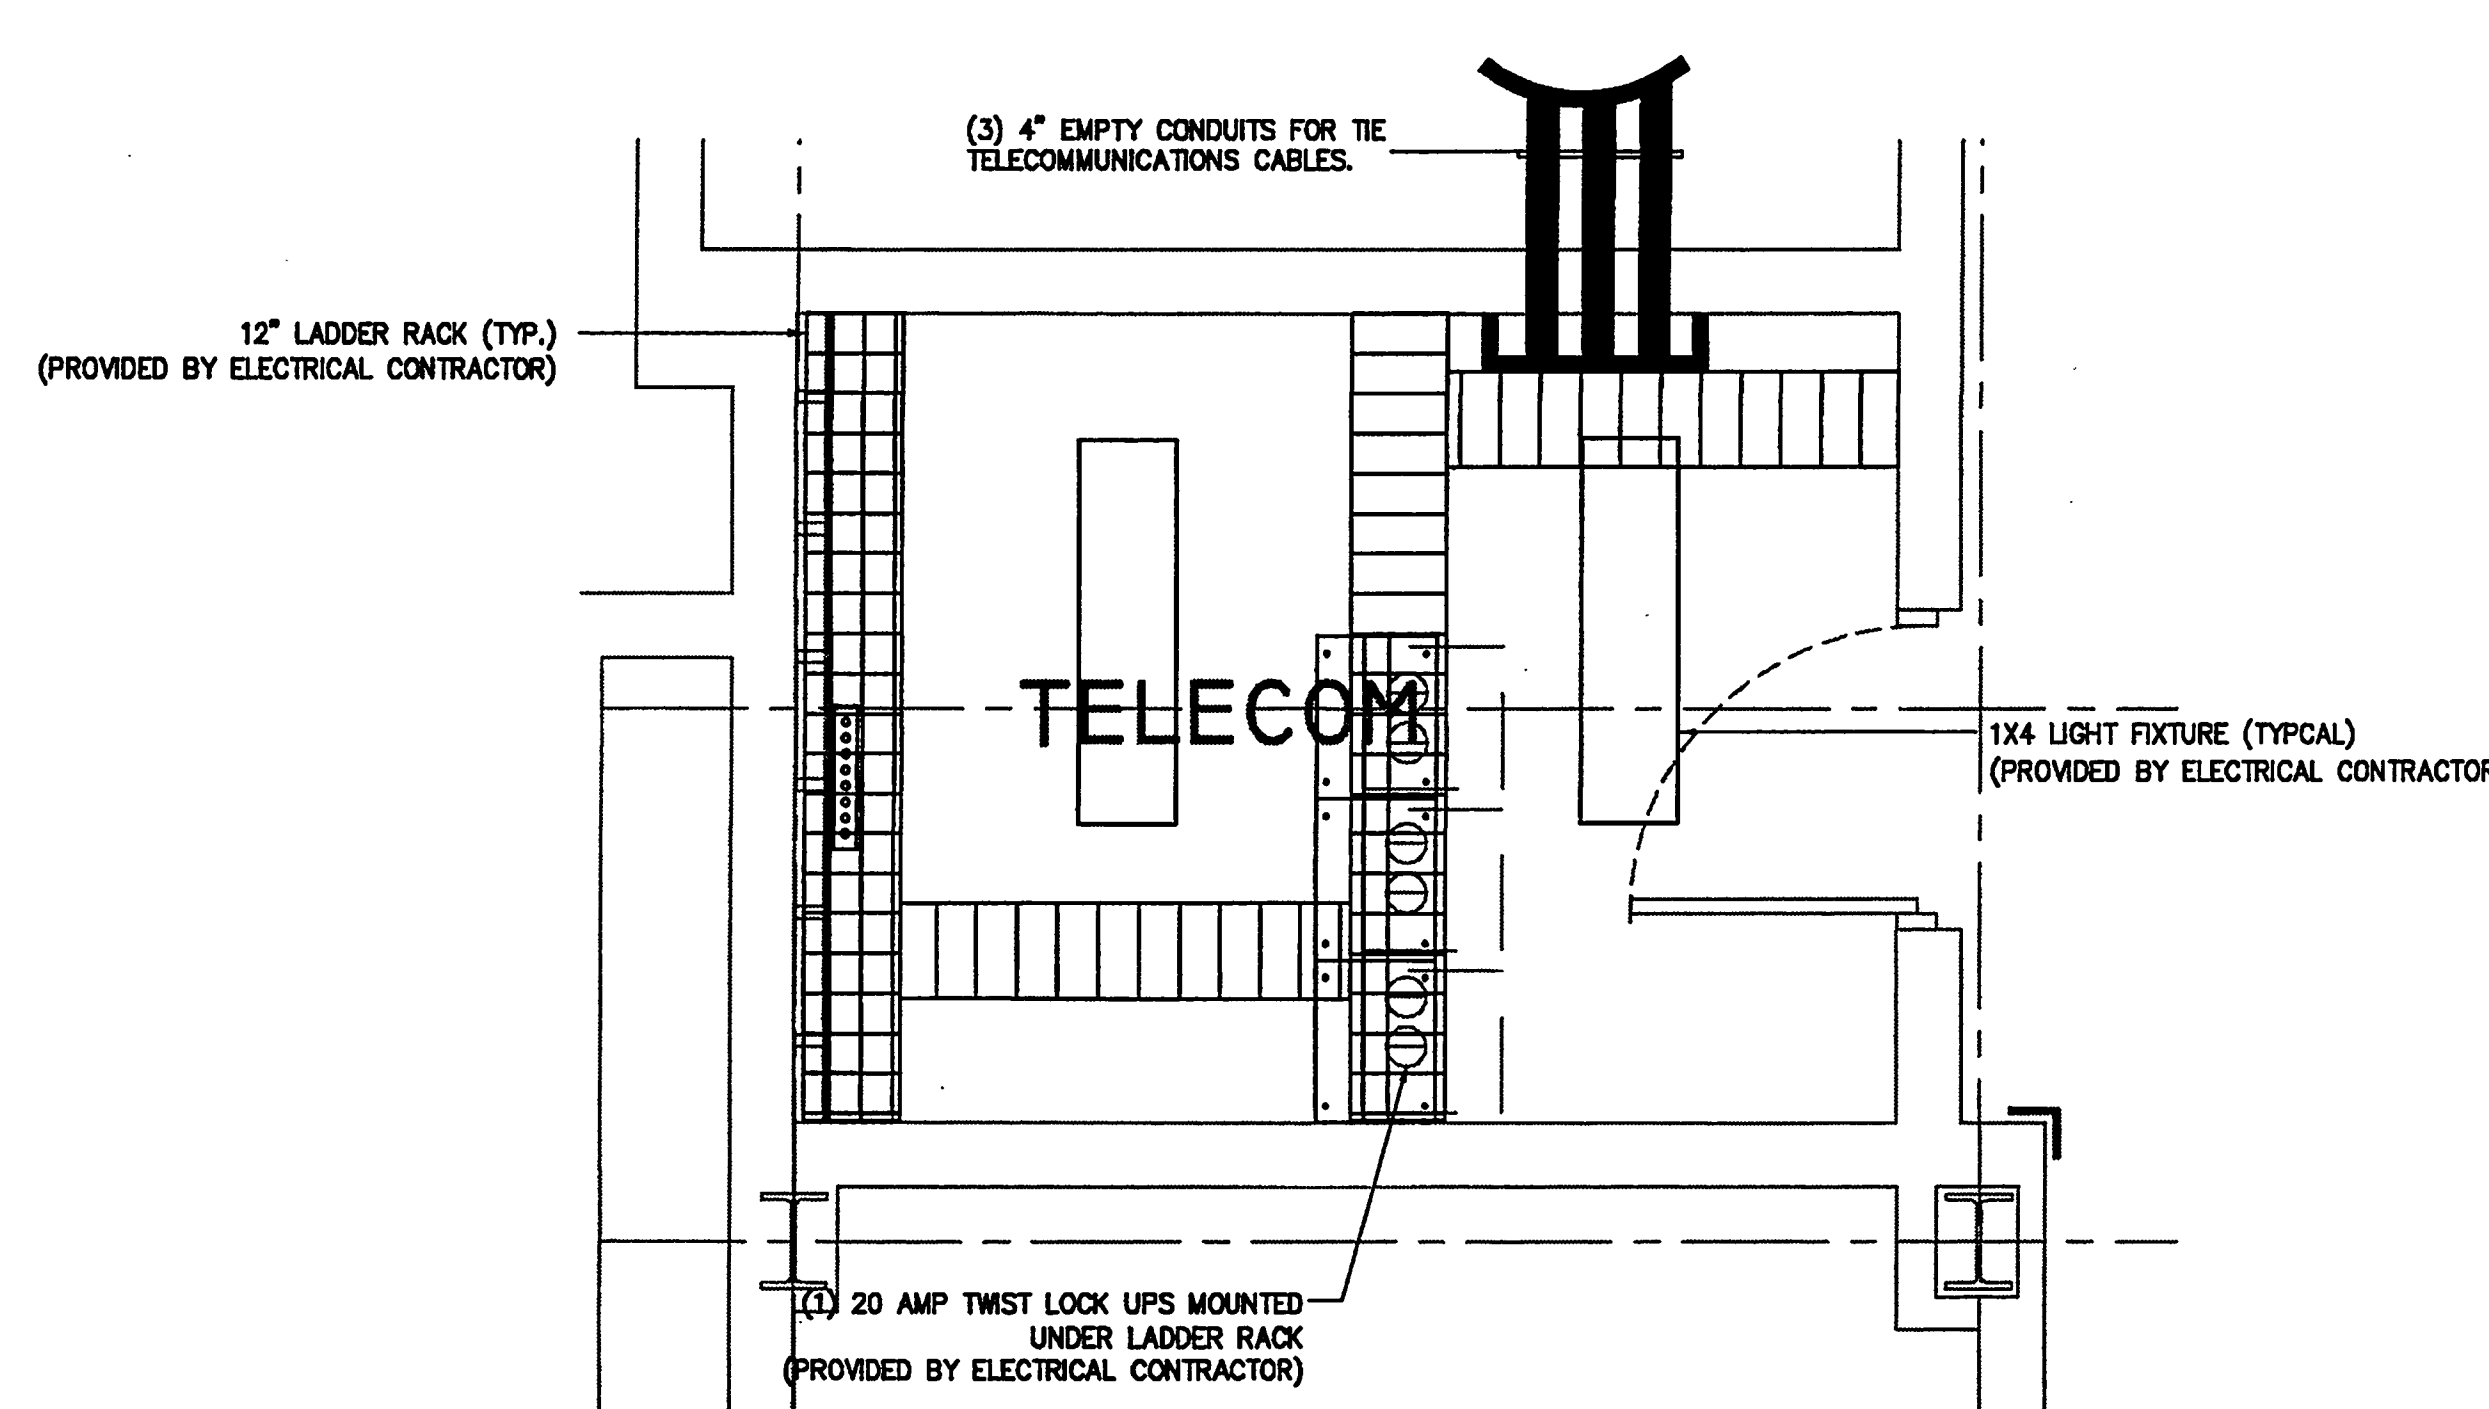 (3) 4" EMPTY CONDUITS FOR TIE
TELECOMMUNICATIONS CABLES.
12" LADDER RACK (TYP.)
(PROVIDED BY ELECTRICAL CONTRACTOR)
TELECOM
1X4 LIGHT FIXTURE (TYPCAL)
(PROVIDED BY ELECTRICAL CONTRACTOR
(1) 20 AMP TWIST LOCK UPS MOUNTED
UNDER LADDER RACK
(PROVIDED BY ELECTRICAL CONTRACTOR)